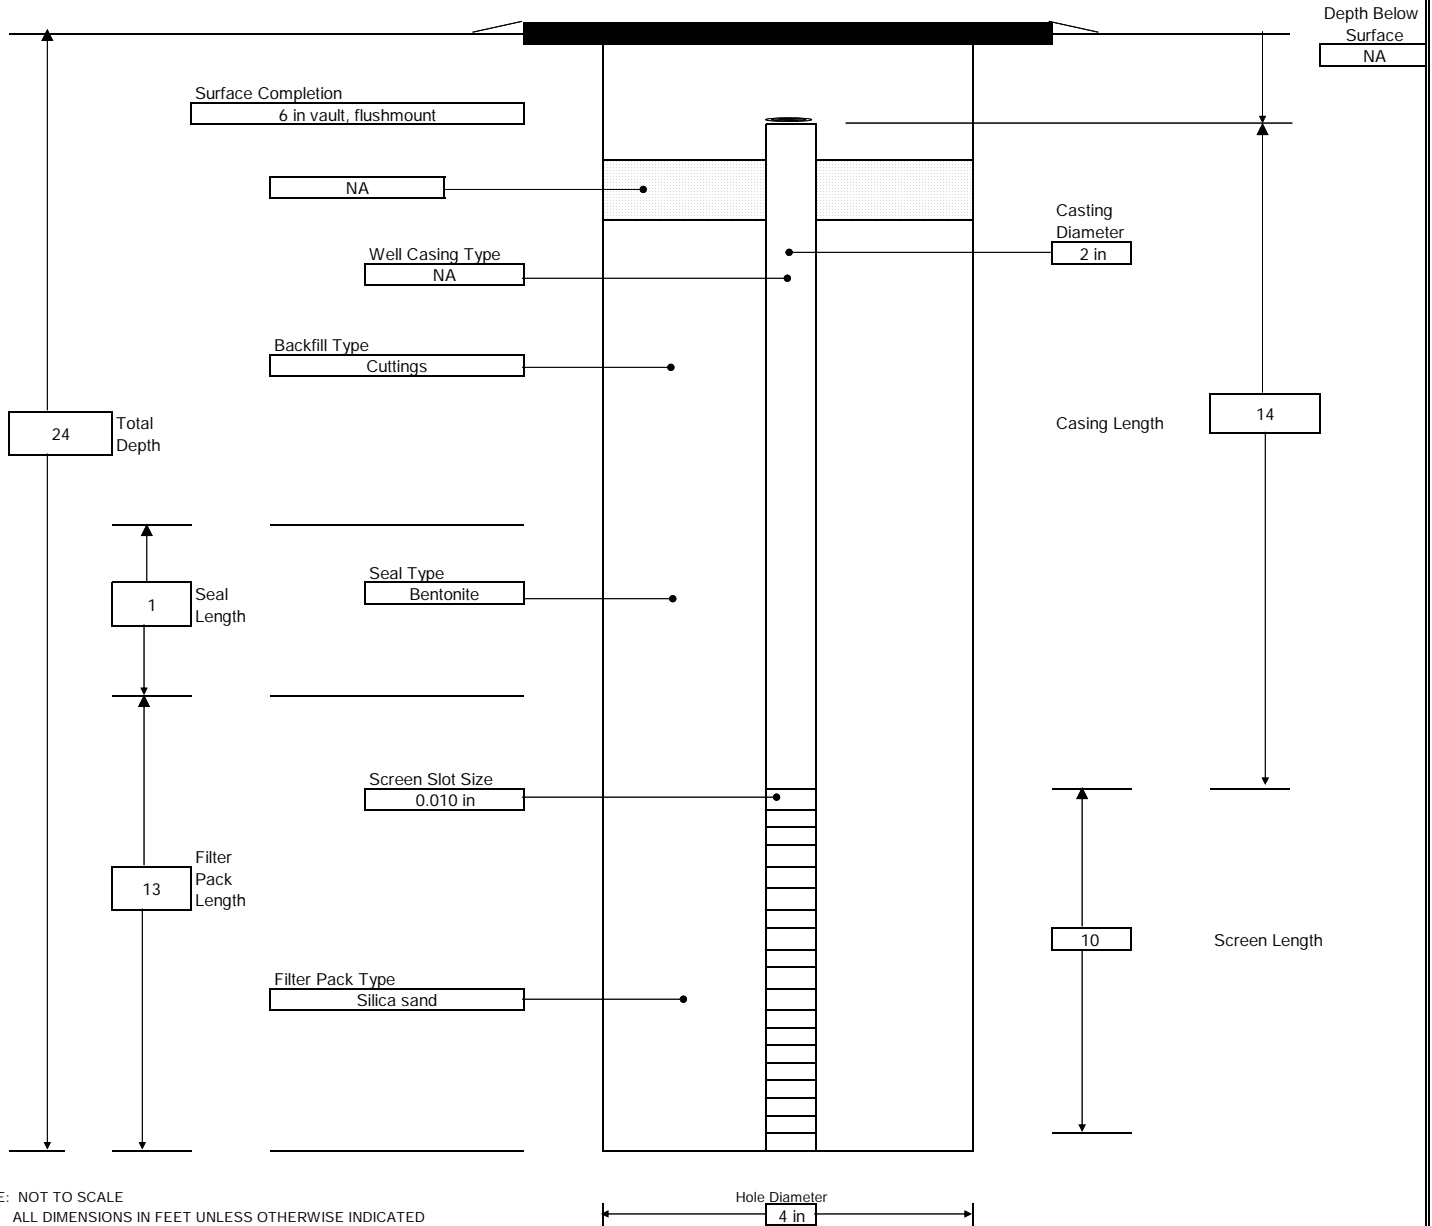 Depth Below
Surface
NA
Surface Completion
6 in vault, flushmount
NA
Casting
Diameter
2 in
Well Casing Type
NA
Backfill Type
Cuttings
24
Total
Depth
Casing Length
14
Seal Type
Bentonite
1
Seal
Length
Screen Slot Size
0.010 in
13
Filter
Pack
Length
10
Screen Length
Filter Pack Type
Silica sand
E: NOT TO SCALE
ALL DIMENSIONS IN FEET UNLESS OTHERWISE INDICATED
Hole Diameter
4 in